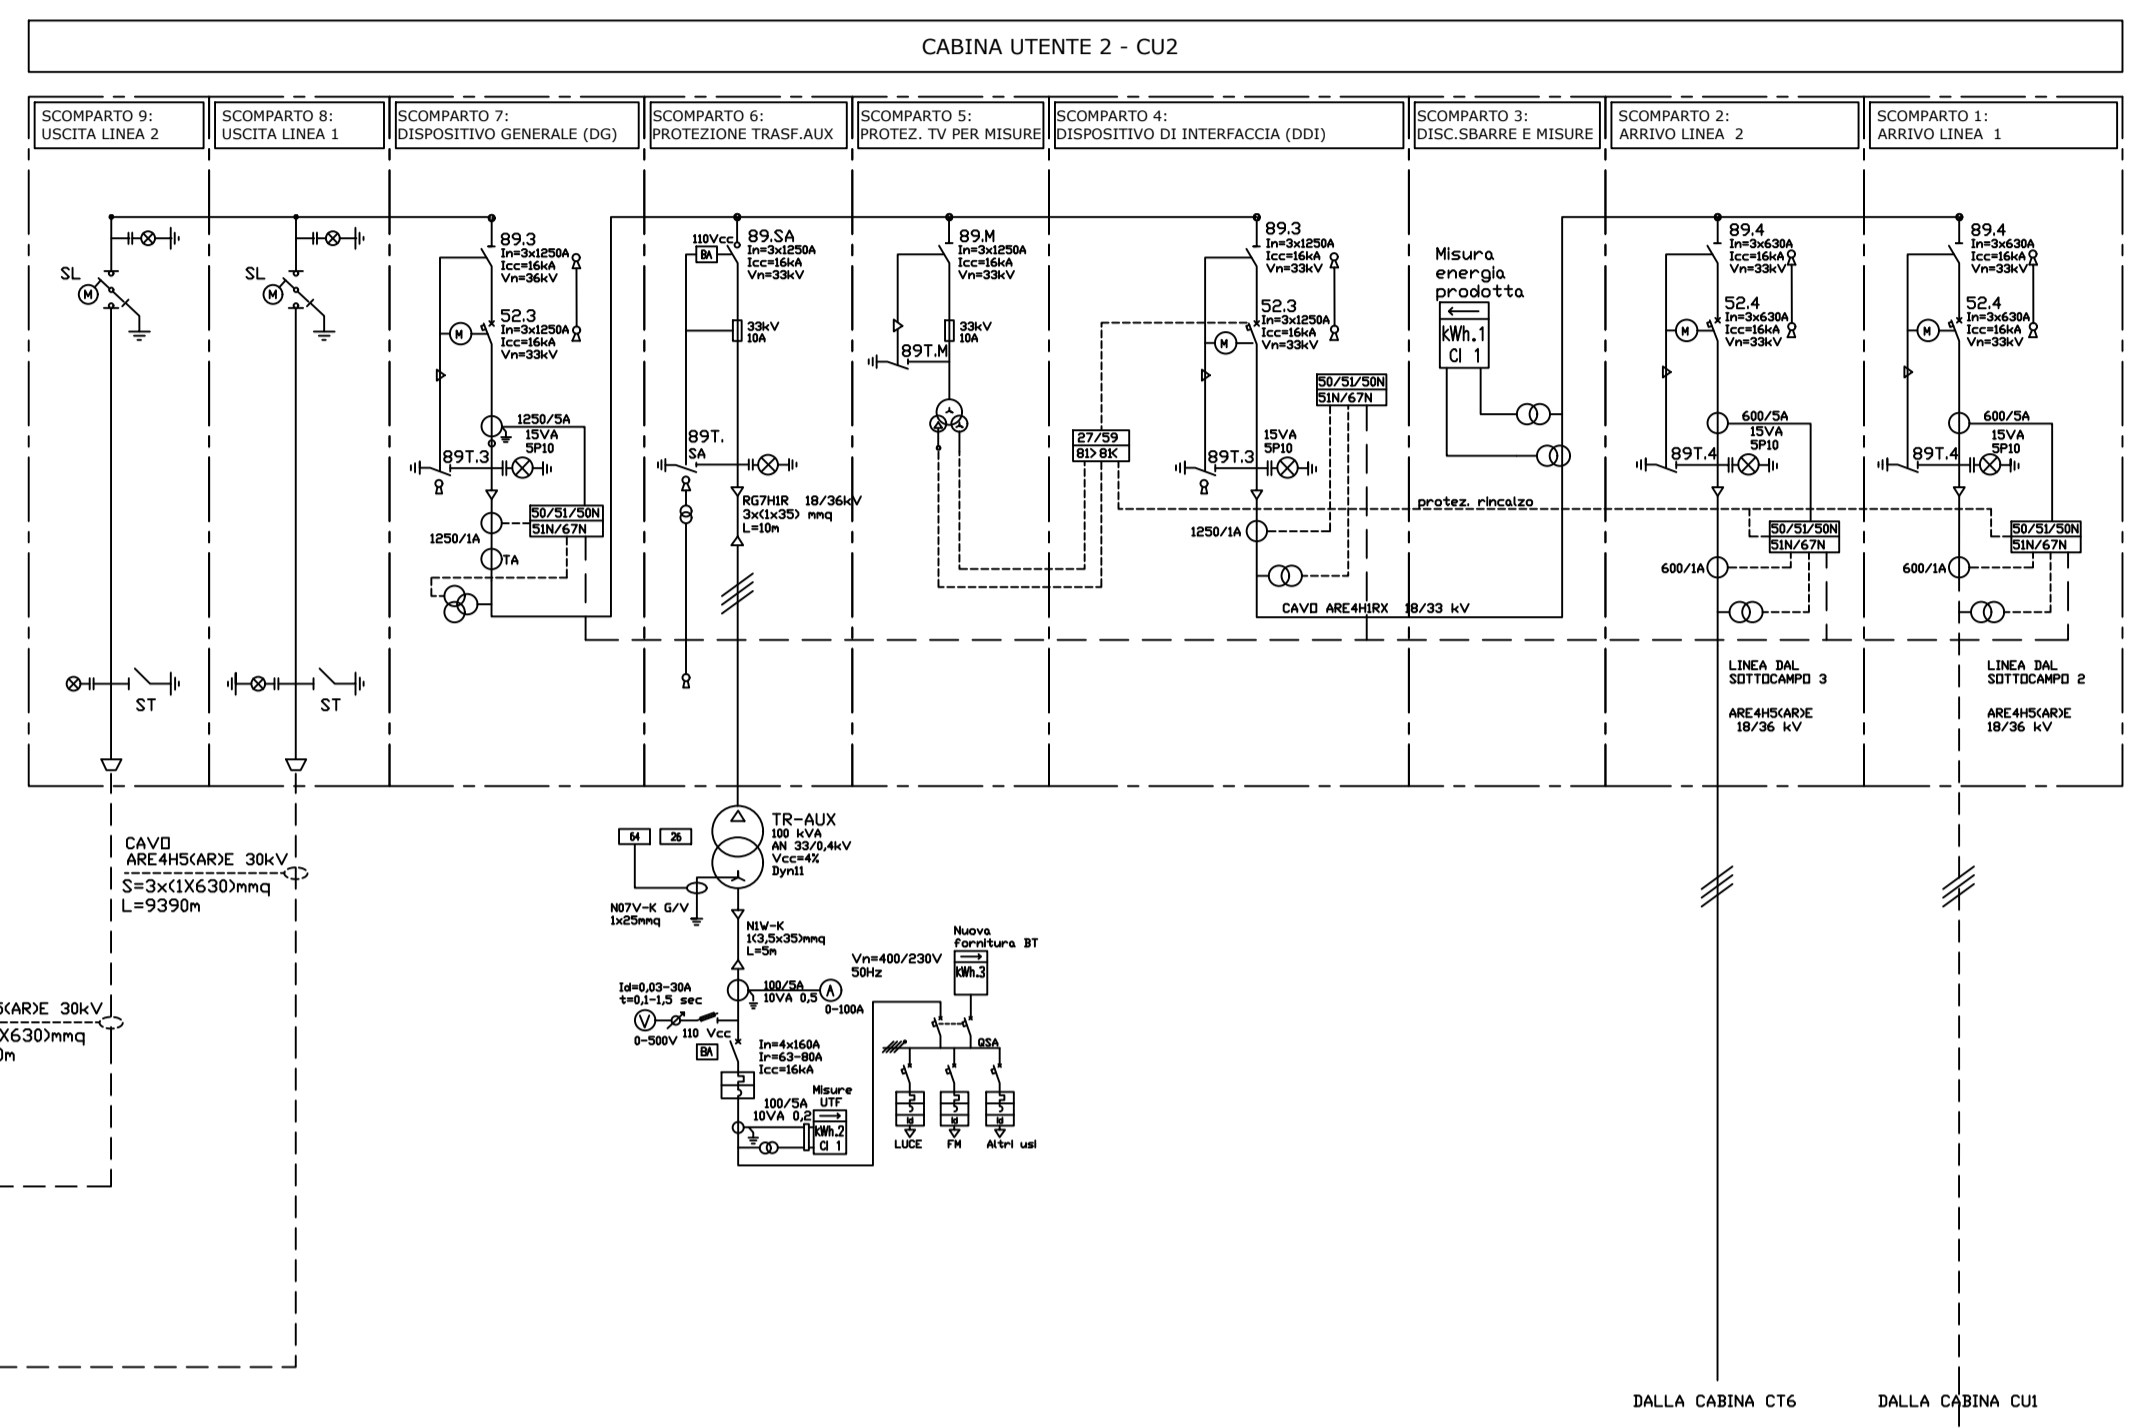 CABINA UTENTE 2 - CU2
SCOMPARTO 9:
USCITA LINEA 2
SCOMPARTO 8:
USCITA LINEA 1
SCOMPARTO 7:
DISPOSITIVO GENERALE (DG)
SCOMPARTO 6:
PROTEZIONE TRASF.AUX
SCOMPARTO 5:
PROTEZ. TV PER MISURE
SCOMPARTO 4:
DISPOSITIVO DI INTERFACCIA (DDI)
SCOMPARTO 3:
DISC.SBARRE E MISURE
SCOMPARTO 2:
ARRIVO LINEA 2
SCOMPARTO 1:
ARRIVO LINEA 1
SL
M
ST
SL
M
ST
CAVO
ARE4H5(AR)E 30kV
S=3x(1X630)mmq
L=9390m
(AR)E 30kV
X630)mmq
m
89.3
In=3x1250A
Icc=16kA
Vn=36kV
52.3
In=3x1250A
Icc=16kA
Vn=33kV
M
1250/5A
15VA
5P10
89T.3
50/51/50N
51N/67N
1250/1A
TA
110Vcc
BA
89.SA
In=3x1250A
Icc=16kA
Vn=33kV
33kV
10A
89T.
SA
RG7H1R 18/36kV
3x(1x35) mmq
L=10m
89.M
In=3x1250A
Icc=16kA
Vn=33kV
33kV
10A
89T.M
27/59
81>81<
89.3
In=3x1250A
Icc=16kA
Vn=33kV
52.3
In=3x1250A
Icc=16kA
Vn=33kV
M
50/51/50N
51N/67N
15VA
5P10
89T.3
1250/1A
CAVO ARE4H1RX 18/33 kV
Misura
energia
prodotta
kWh.1
Cl 1
protez. rincalzo
89.4
In=3x630A
Icc=16kA
Vn=33kV
52.4
In=3x630A
Icc=16kA
Vn=33kV
M
600/5A
15VA
5P10
89T.4
50/51/50N
51N/67N
600/1A
LINEA DAL
SOTTOCAMPO 3
ARE4H5(AR)E
18/36 kV
DALLA CABINA CT6
89.4
In=3x630A
Icc=16kA
Vn=33kV
52.4
In=3x630A
Icc=16kA
Vn=33kV
M
600/5A
15VA
5P10
89T.4
50/51/50N
51N/67N
600/1A
LINEA DAL
SOTTOCAMPO 2
ARE4H5(AR)E
18/36 kV
DALLA CABINA CU1
64
26
TR-AUX
100 kVA
AN 33/0,4kV
Vcc=4%
Dyn11
N07V-K G/V
1x25mmq
N1W-K
1(3,5x35)mmq
L=5m
Id=0,03-30A
t=0,1-1,5 sec
V
0-500V
110 Vcc
BA
100/5A
10VA 0,5
A
0-100A
In=4x160A
Ir=63-80A
Icc=16kA
Misure
UTF
100/5A
10VA 0,2
kWh.2
Cl 1
Vn=400/230V
50Hz
Nuova
fornitura BT
kWh.3
QSA
Id
Id
Id
LUCE
FM
Altri usi